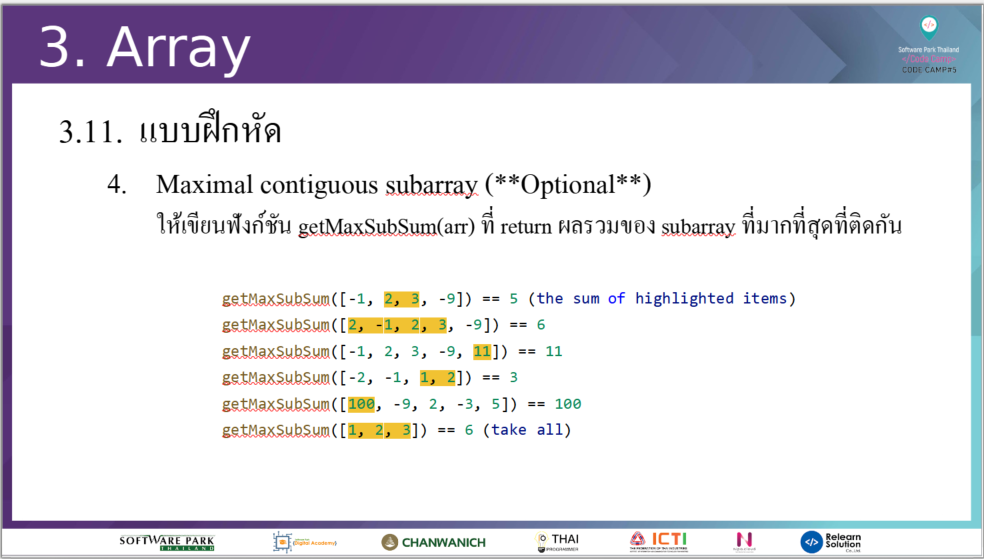 3. Array
Software Park Thailand
CODE CAMP#5
3.11. แบบฝึกหัด
4. Maximal contiguous subarray (**Optional**)
ให้เขียนฟังก์ชัน getMaxSubSum(arr) ที่ return ผลรวมของ subarray ที่มากที่สุดที่ติดกัน
getMaxSubSum([-1, 2, 3, -9]) == 5 (the sum of highlighted items)
getMaxSubSum([2, -1, 2, 3, -9]) == 6
getMaxSubSum([-1, 2, 3, -9, 11]) == 11
getMaxSubSum([-2, -1, 1, 2]) == 3
getMaxSubSum([100, -9, 2, -3, 5]) == 100
getMaxSubSum([1, 2, 3]) == 6 (take all)
SOFTWARE PARK
THAILAND
(Digital Academy)
CHANWANICH
THAI
PROGRAMMER
ICTI
Relearn
Solution
Co., Ltd.